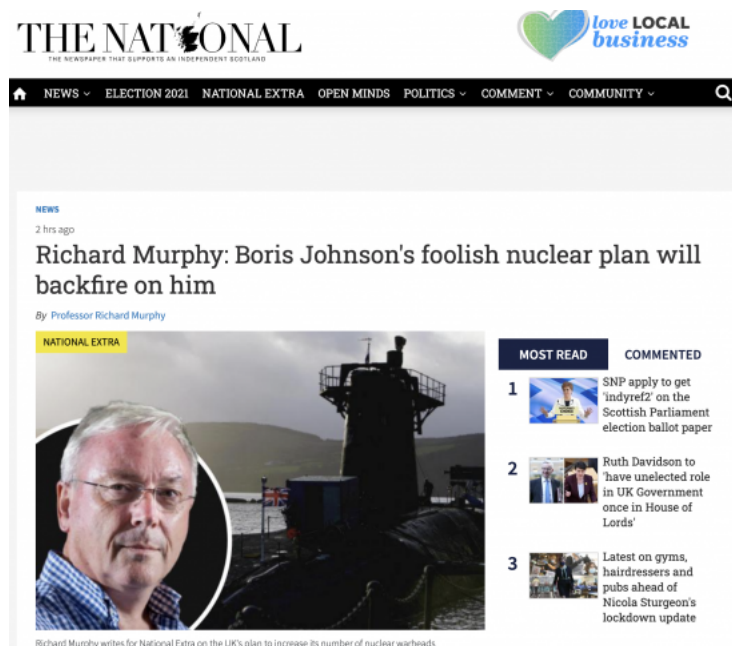 THE NATIONAL
THE NEWSPAPER THAT SUPPORTS AN INDEPENDENT SCOTLAND
love LOCAL
business
NEWS ELECTION 2021 NATIONAL EXTRA OPEN MINDS POLITICS COMMENT COMMUNITY
NEWS
2 hrs ago
Richard Murphy: Boris Johnson's foolish nuclear plan will
backfire on him
By Professor Richard Murphy
NATIONAL EXTRA
Richard Murphy writes for National Extra on the UK's plan to increase its number of nuclear warheads
MOST READ COMMENTED
1
SNP apply to get
'indyref2' on the
Scottish Parliament
election ballot paper
2
Ruth Davidson to
'have unelected role
in UK Government
once in House of
Lords'
3
Latest on gyms,
hairdressers and
pubs ahead of
Nicola Sturgeon's
lockdown update